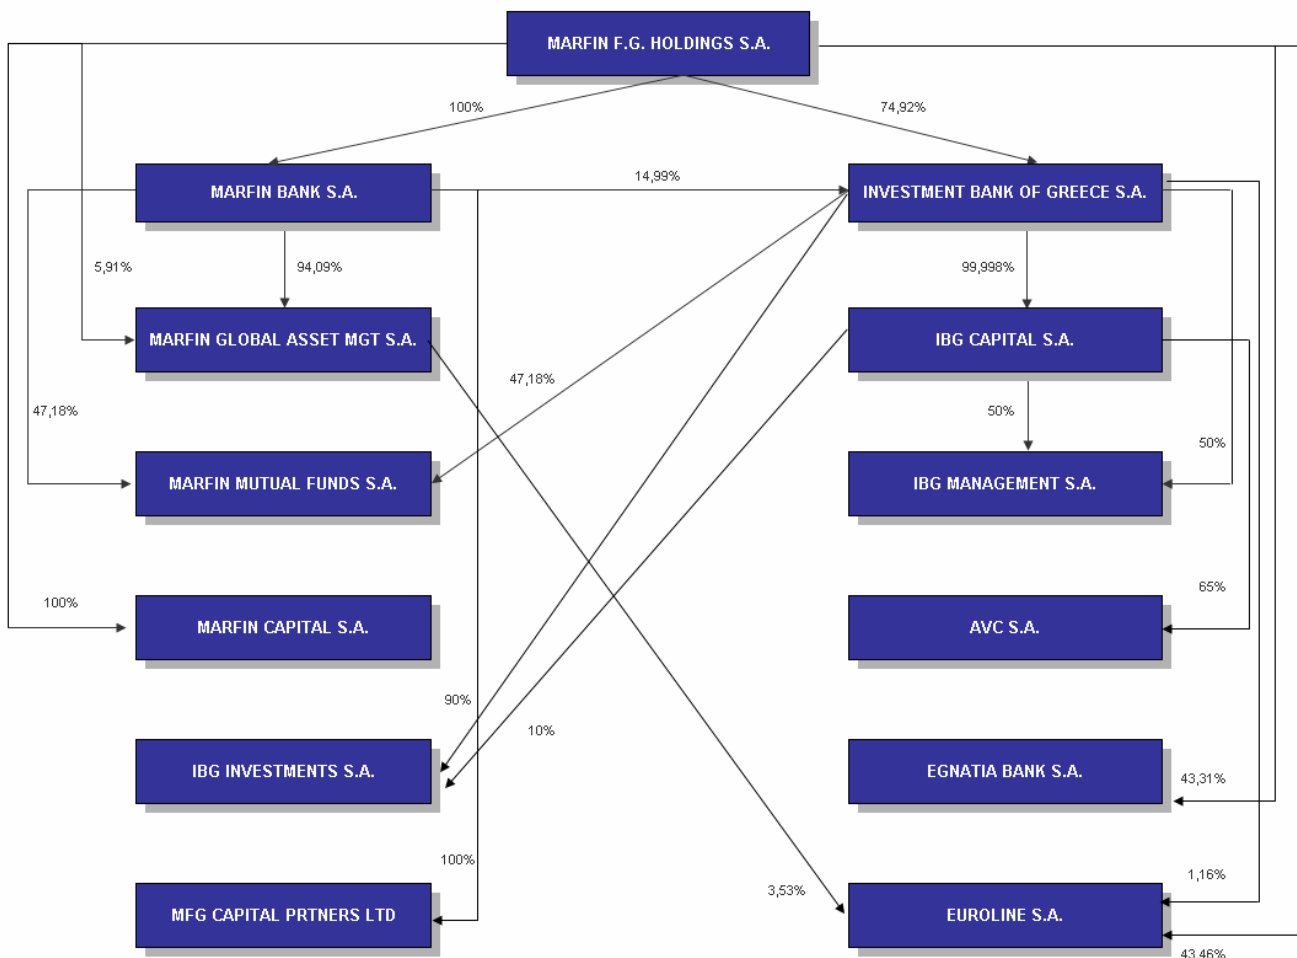 MARFIN F.G. HOLDINGS S.A.
100%
74,92%
MARFIN BANK S.A.
14,99%
INVESTMENT BANK OF GREECE S.A.
5,91%
94,09%
99,998%
MARFIN GLOBAL ASSET MGT S.A.
IBG CAPITAL S.A.
47,18%
47,18%
50%
50%
MARFIN MUTUAL FUNDS S.A.
IBG MANAGEMENT S.A.
100%
65%
MARFIN CAPITAL S.A.
AVC S.A.
90%
10%
IBG INVESTMENTS S.A.
EGNATIA BANK S.A.
43,31%
100%
1,16%
3,53%
MFG CAPITAL PRTNERS LTD
EUROLINE S.A.
43,46%